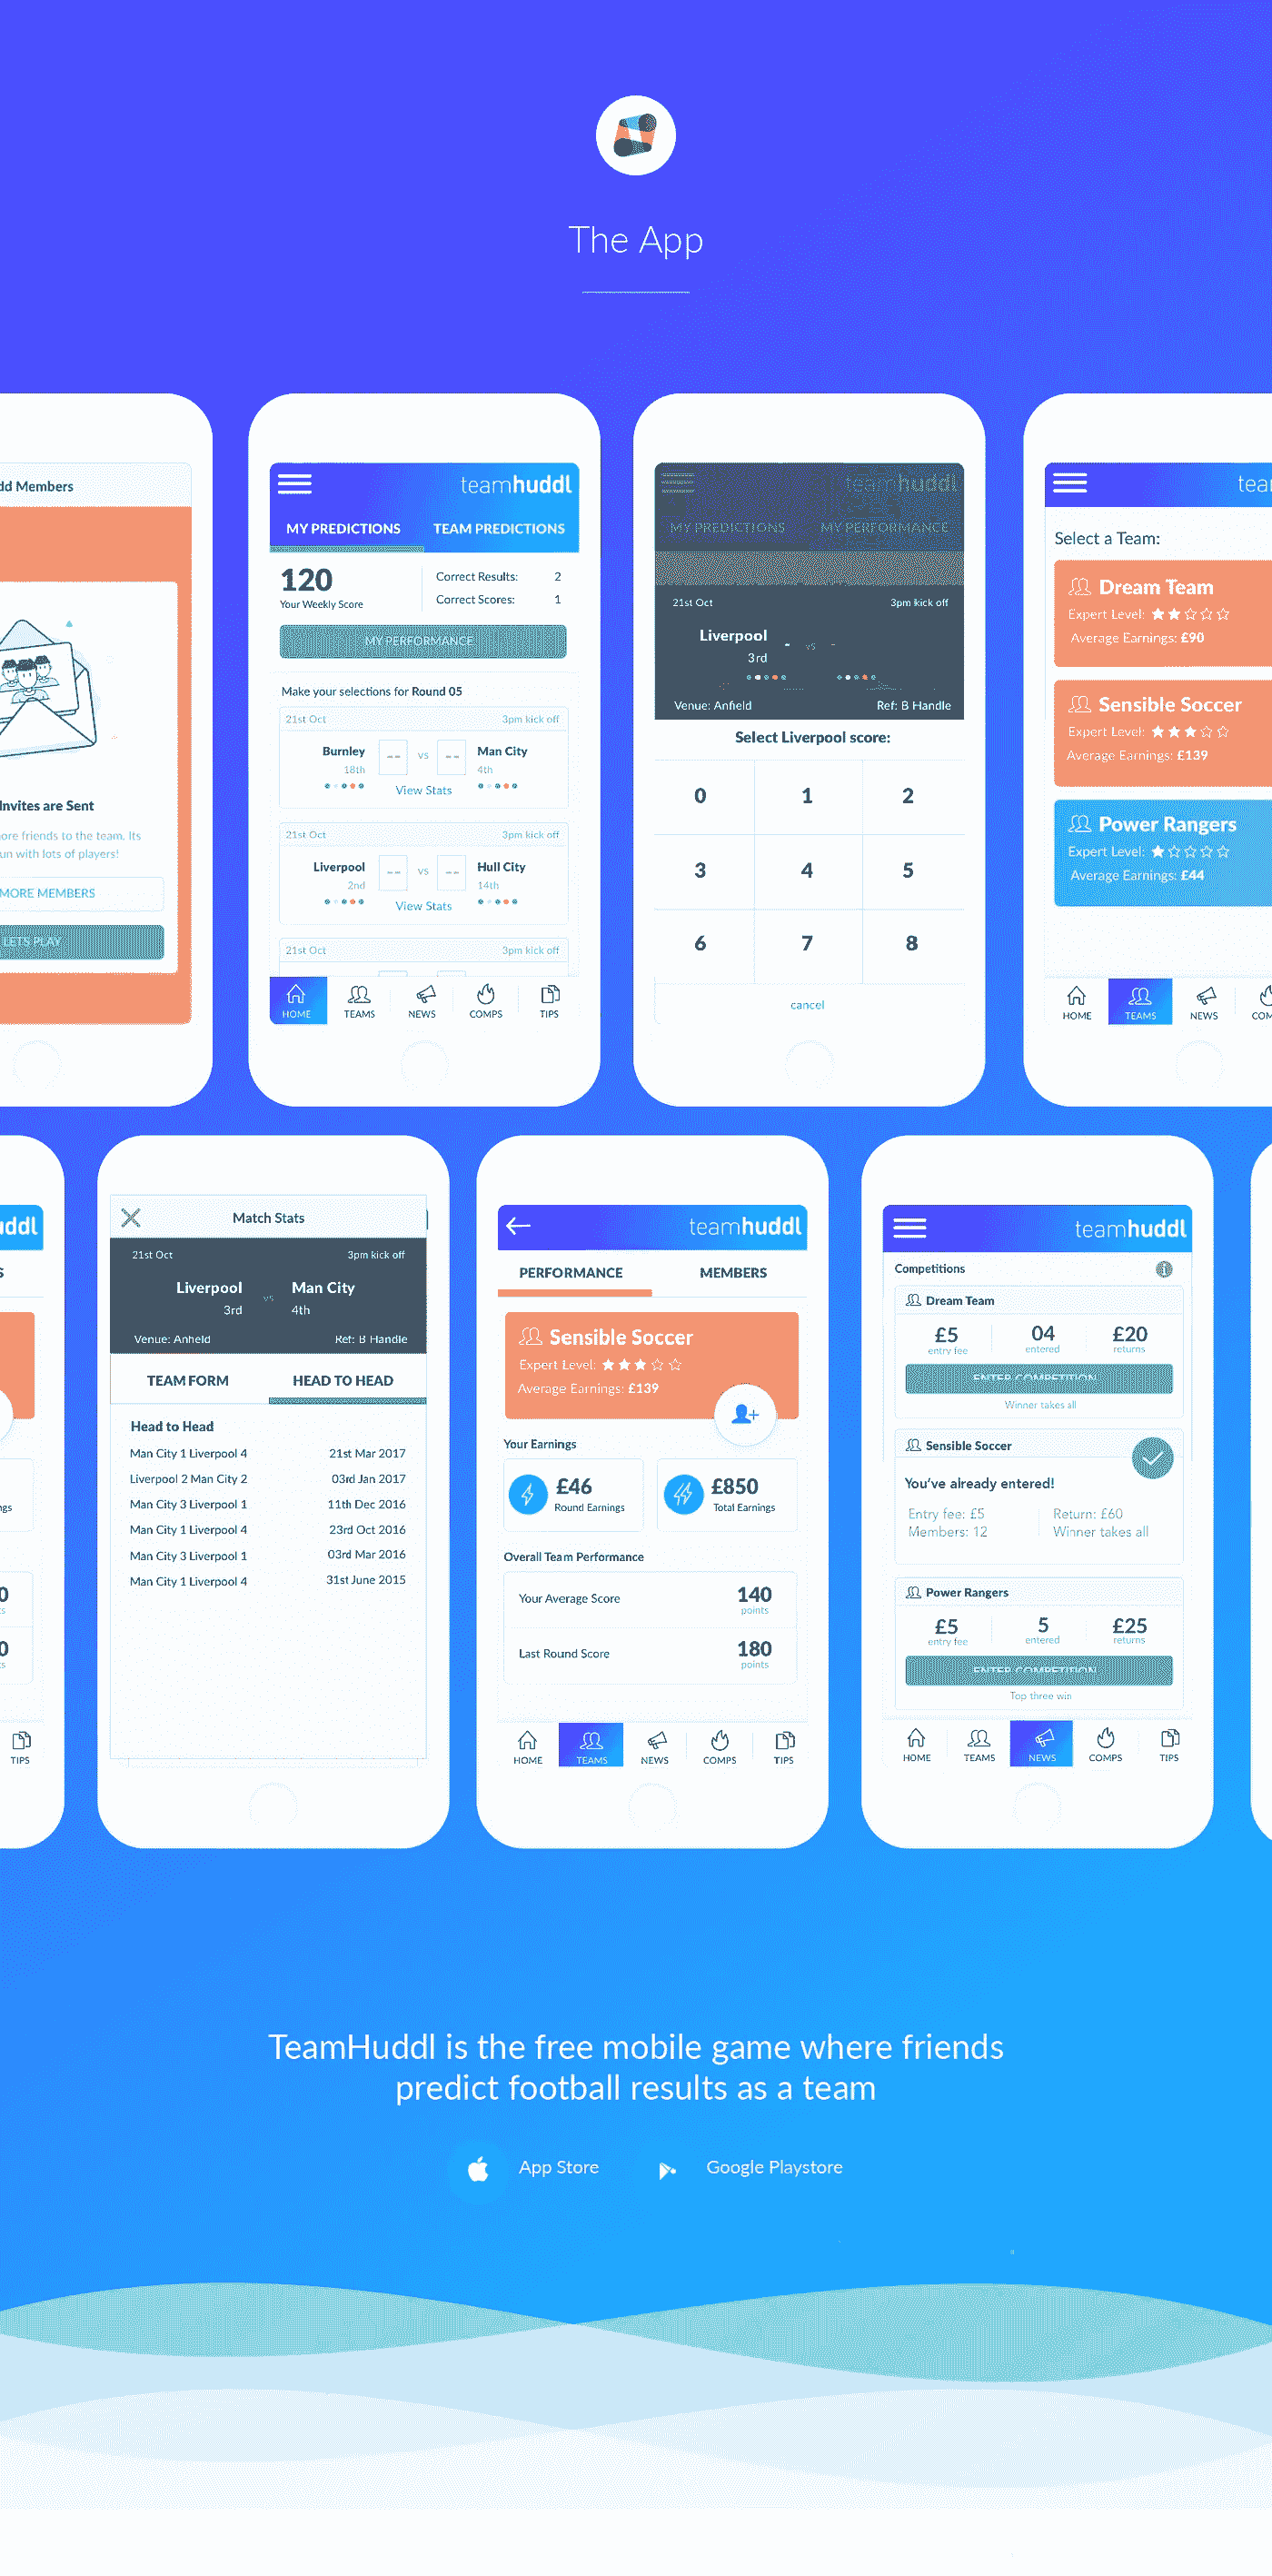 The App
dd Members
Invites are Sent
ore friends to the team. Its
un with lots of players!
MORE MEMBERS
LETS PLAY
teamhuddl
MY PREDICTIONS TEAM PREDICTIONS
120
Your Weekly Score
Correct Results: 2
Correct Scores: 1
MY PERFORMANCE
Make your selections for Round 05
21st Oct 3pm kick off
Burnley -- vs -- Man City
18th 4th
View Stats
21st Oct 3pm kick off
Liverpool -- vs -- Hull City
2nd 14th
View Stats
21st Oct 3pm kick off
HOME TEAMS NEWS COMPS TIPS
teamhuddl
MY PREDICTIONS MY PERFORMANCE
21st Oct 3pm kick off
Liverpool - vs -
3rd
Venue: Anfield Ref: B Handle
Select Liverpool score:
0 1 2
3 4 5
6 7 8
cancel
tea
Select a Team:
Dream Team
Expert Level:
Average Earnings: £90
Sensible Soccer
Expert Level:
Average Earnings: £139
Power Rangers
Expert Level:
Average Earnings: £44
HOME TEAMS NEWS COM
uddl
S
gs
0
ts
0
ts
TIPS
Match Stats
21st Oct 3pm kick off
Liverpool vs Man City
3rd 4th
Venue: Anfield Ref: B Handle
TEAM FORM HEAD TO HEAD
Head to Head
Man City 1 Liverpool 4 21st Mar 2017
Liverpool 2 Man City 2 03rd Jan 2017
Man City 3 Liverpool 1 11th Dec 2016
Man City 1 Liverpool 4 23rd Oct 2016
Man City 3 Liverpool 1 03rd Mar 2016
Man City 1 Liverpool 4 31st June 2015
teamhuddl
PERFORMANCE MEMBERS
Sensible Soccer
Expert Level:
Average Earnings: £139
Your Earnings
£46
Round Earnings
£850
Total Earnings
Overall Team Performance
Your Average Score 140
points
Last Round Score 180
points
HOME TEAMS NEWS COMPS TIPS
teamhuddl
Competitions
Dream Team
£5 04 £20
entry fee entered returns
ENTER COMPETITION
Winner takes all
Sensible Soccer
You've already entered!
Entry fee: £5 Return: £60
Members: 12 Winner takes all
Power Rangers
£5 5 £25
entry fee entered returns
ENTER COMPETITION
Top three win
HOME TEAMS NEWS COMPS TIPS
TeamHuddl is the free mobile game where friends
predict football results as a team
App Store Google Playstore